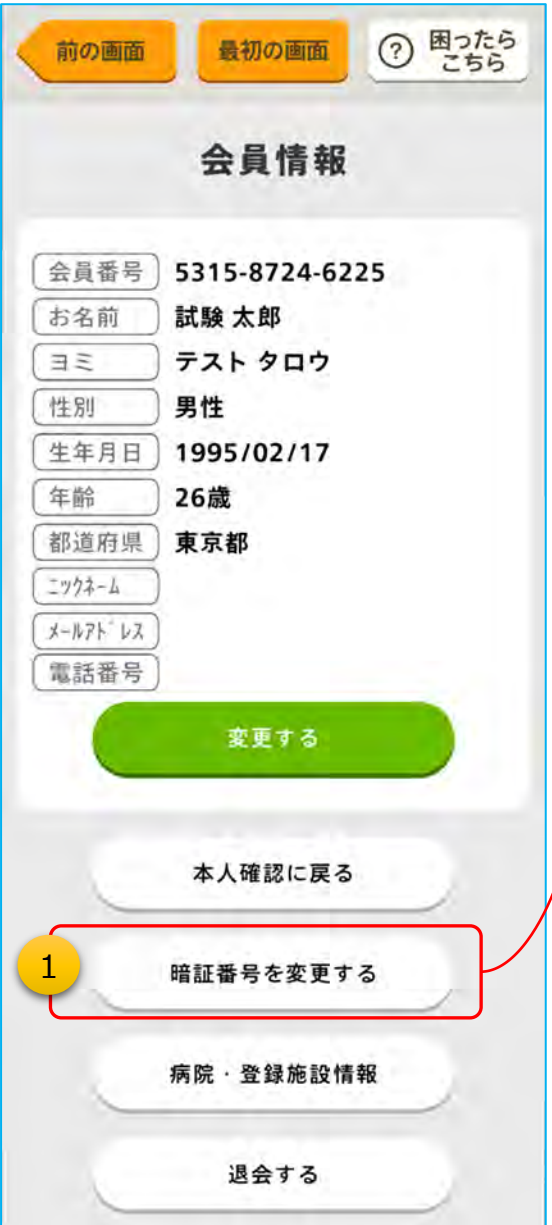 前の画面 最初の画面 ? 困ったら
こちら
会員情報
会員番号 5315-8724-6225
お名前 試験 太郎
ヨミ テスト タロウ
性別 男性
生年月日 1995/02/17
年齢 26歳
都道府県 東京都
ﾆｯｸﾈｰﾑ
ﾒｰﾙｱﾄﾞﾚｽ
電話番号
変更する
本人確認に戻る
1 暗証番号を変更する
病院・登録施設情報
退会する